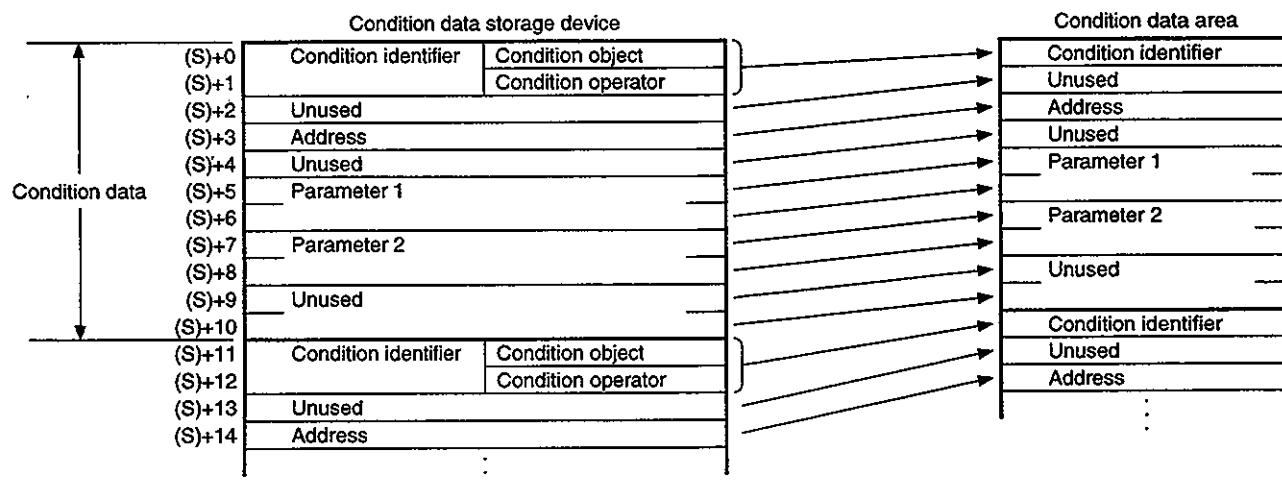 Condition data storage device
Condition data area
(S)+0 Condition identifier Condition object
(S)+1 Condition operator
(S)+2 Unused
(S)+3 Address
(S)+4 Unused
(S)+5 Parameter 1
(S)+6
(S)+7 Parameter 2
(S)+8
(S)+9 Unused
(S)+10
(S)+11 Condition identifier Condition object
(S)+12 Condition operator
(S)+13 Unused
(S)+14 Address
Condition data
Condition identifier
Unused
Address
Unused
Parameter 1
Parameter 2
Unused
Condition identifier
Unused
Address